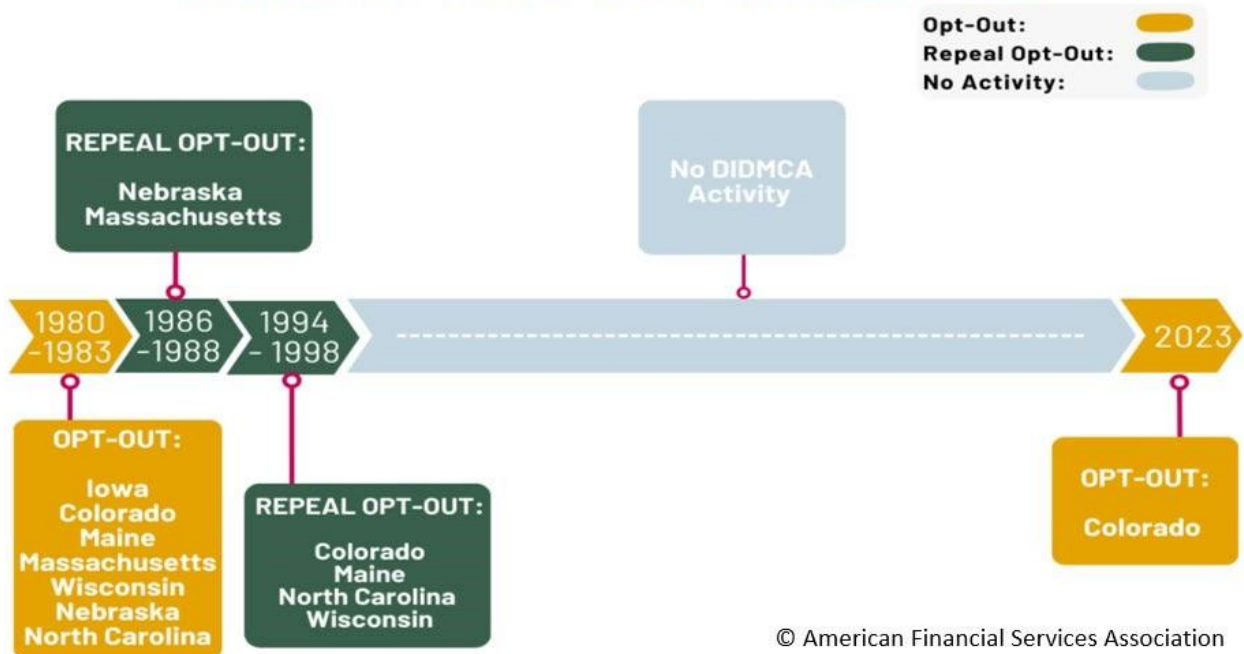 Opt-Out:
Repeal Opt-Out:
No Activity:
REPEAL OPT-OUT:
Nebraska
Massachusetts
No DIDMCA
Activity
1980
-1983
1986
-1988
1994
- 1998
2023
OPT-OUT:
Iowa
Colorado
Maine
Massachusetts
Wisconsin
Nebraska
North Carolina
REPEAL OPT-OUT:
Colorado
Maine
North Carolina
Wisconsin
OPT-OUT:
Colorado
© American Financial Services Association